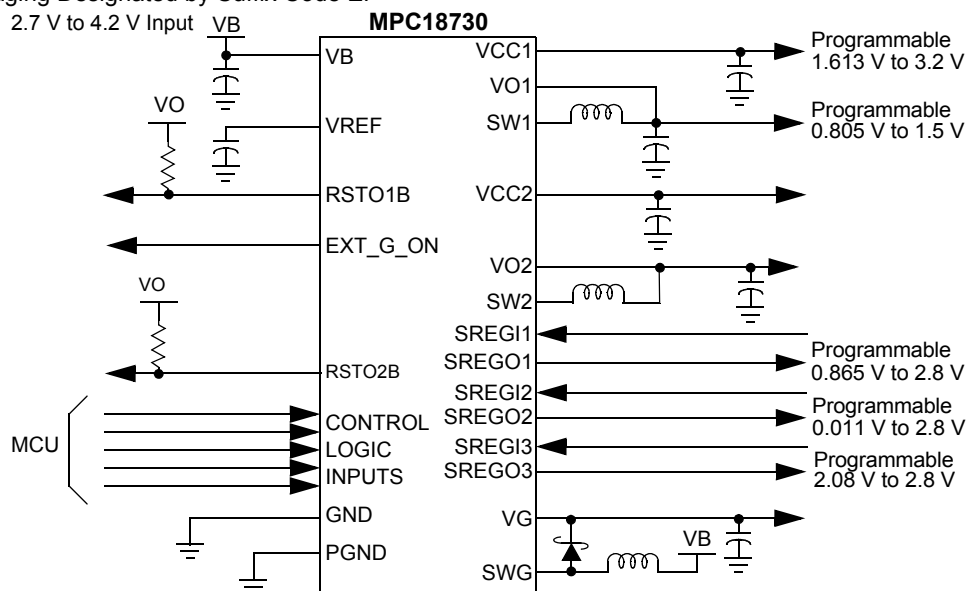 2.7 V to 4.2 V Input
VB
MPC18730
VB
VREF
VO
RSTO1B
EXT_G_ON
VO
RSTO2B
MCU
CONTROL
LOGIC
INPUTS
GND
PGND
VCC1
Programmable
1.613 V to 3.2 V
VO1
SW1
Programmable
0.805 V to 1.5 V
VCC2
VO2
SW2
SREGI1
SREGO1
Programmable
0.865 V to 2.8 V
SREGI2
SREGO2
Programmable
0.011 V to 2.8 V
SREGI3
SREGO3
Programmable
2.08 V to 2.8 V
VG
VB
SWG